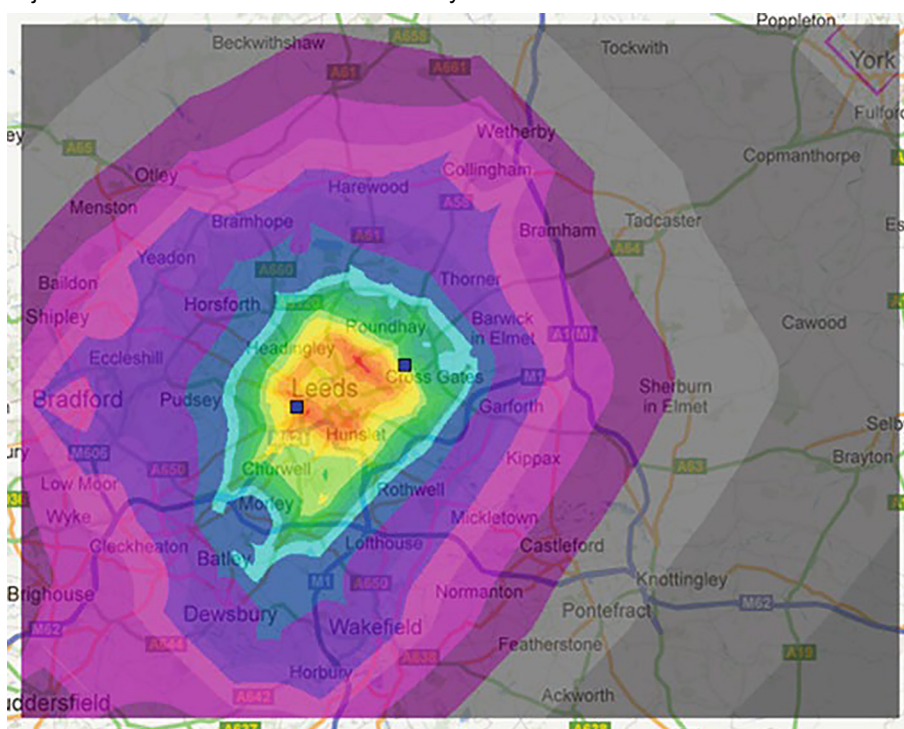 Poppleton
Beckwithshaw
A658
Tockwith
York
A61
A661
Fulford
Wetherby
A65
Copmanthorpe
Otley
Collingham
Harewood
Menston
A58
Bramhope
Tadcaster
Bramham
A61
A64
Yeadon
A660
Thorner
Baildon
Horsforth
Shipley
Roundhay
Barwick
in Elmet
Cawood
A1(M)
Headingley
Eccleshill
Cross Gates
M1
Leeds
Sherburn
in Elmet
Bradford
Pudsey
Garforth
Hunslet
M606
Brayton
Kippax
A650
Churwell
A63
Low Moor
Rothwell
Morley
Wyke
Mickletown
Cleckheaton
Lofthouse
Castleford
Batley
M1
A650
Knottingley
Normanton
Brighouse
M62
Pontefract
Dewsbury
Wakefield
M62
A644
Featherstone
A638
A19
Horbury
A642
Ackworth
uddersfield
A637
A628